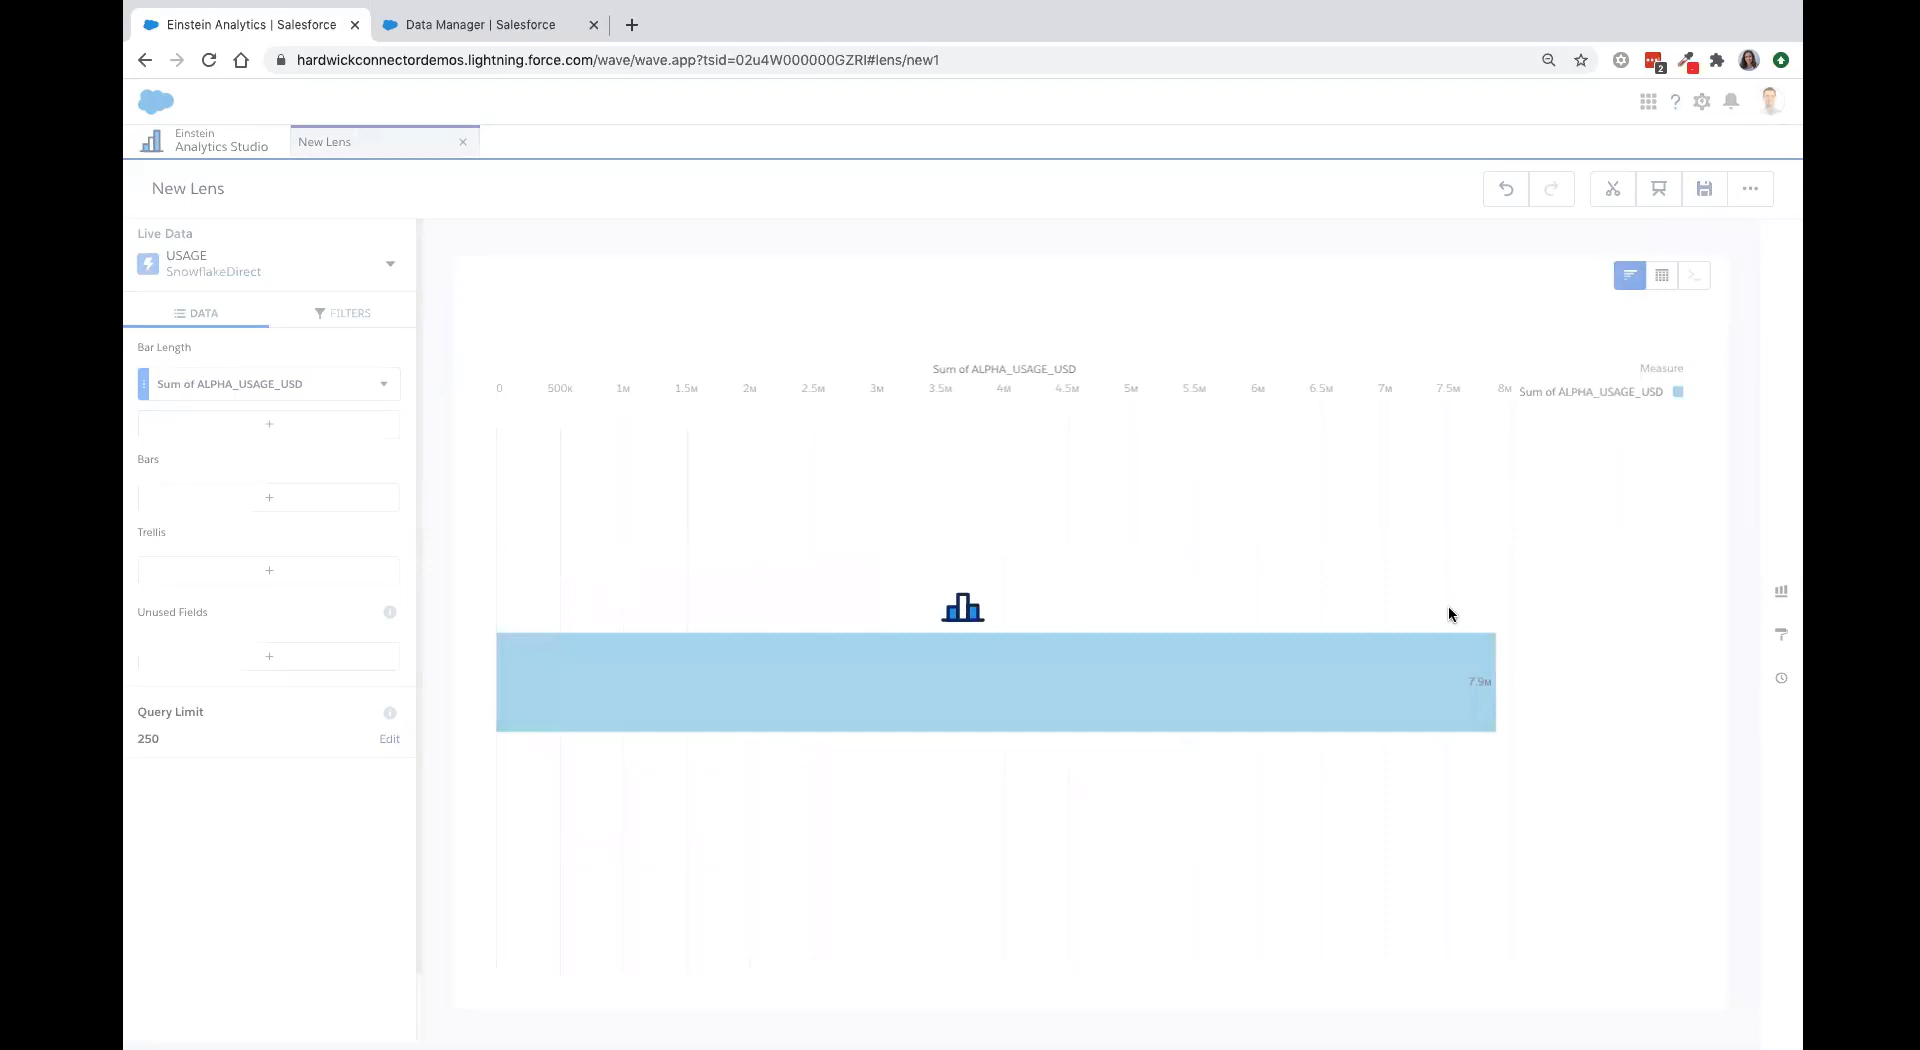 Einstein Analytics | Salesforce
Data Manager | Salesforce
hardwickconnectordemos.lightning.force.com/wave/wave.app?tsid=02u4W000000GZRI#lens/new1
2
Einstein
Analytics Studio
New Lens
New Lens
Live Data
USAGE
SnowflakeDirect
DATA
FILTERS
Bar Length
Sum of ALPHA_USAGE_USD
Bars
Trellis
Unused Fields
Query Limit
250
Edit
Sum of ALPHA_USAGE_USD
0 500K 1M 1.5M 2M 2.5M 3M 3.5M 4M 4.5M 5M 5.5M 6M 6.5M 7M 7.5M 8M
Measure
Sum of ALPHA_USAGE_USD
7.9M